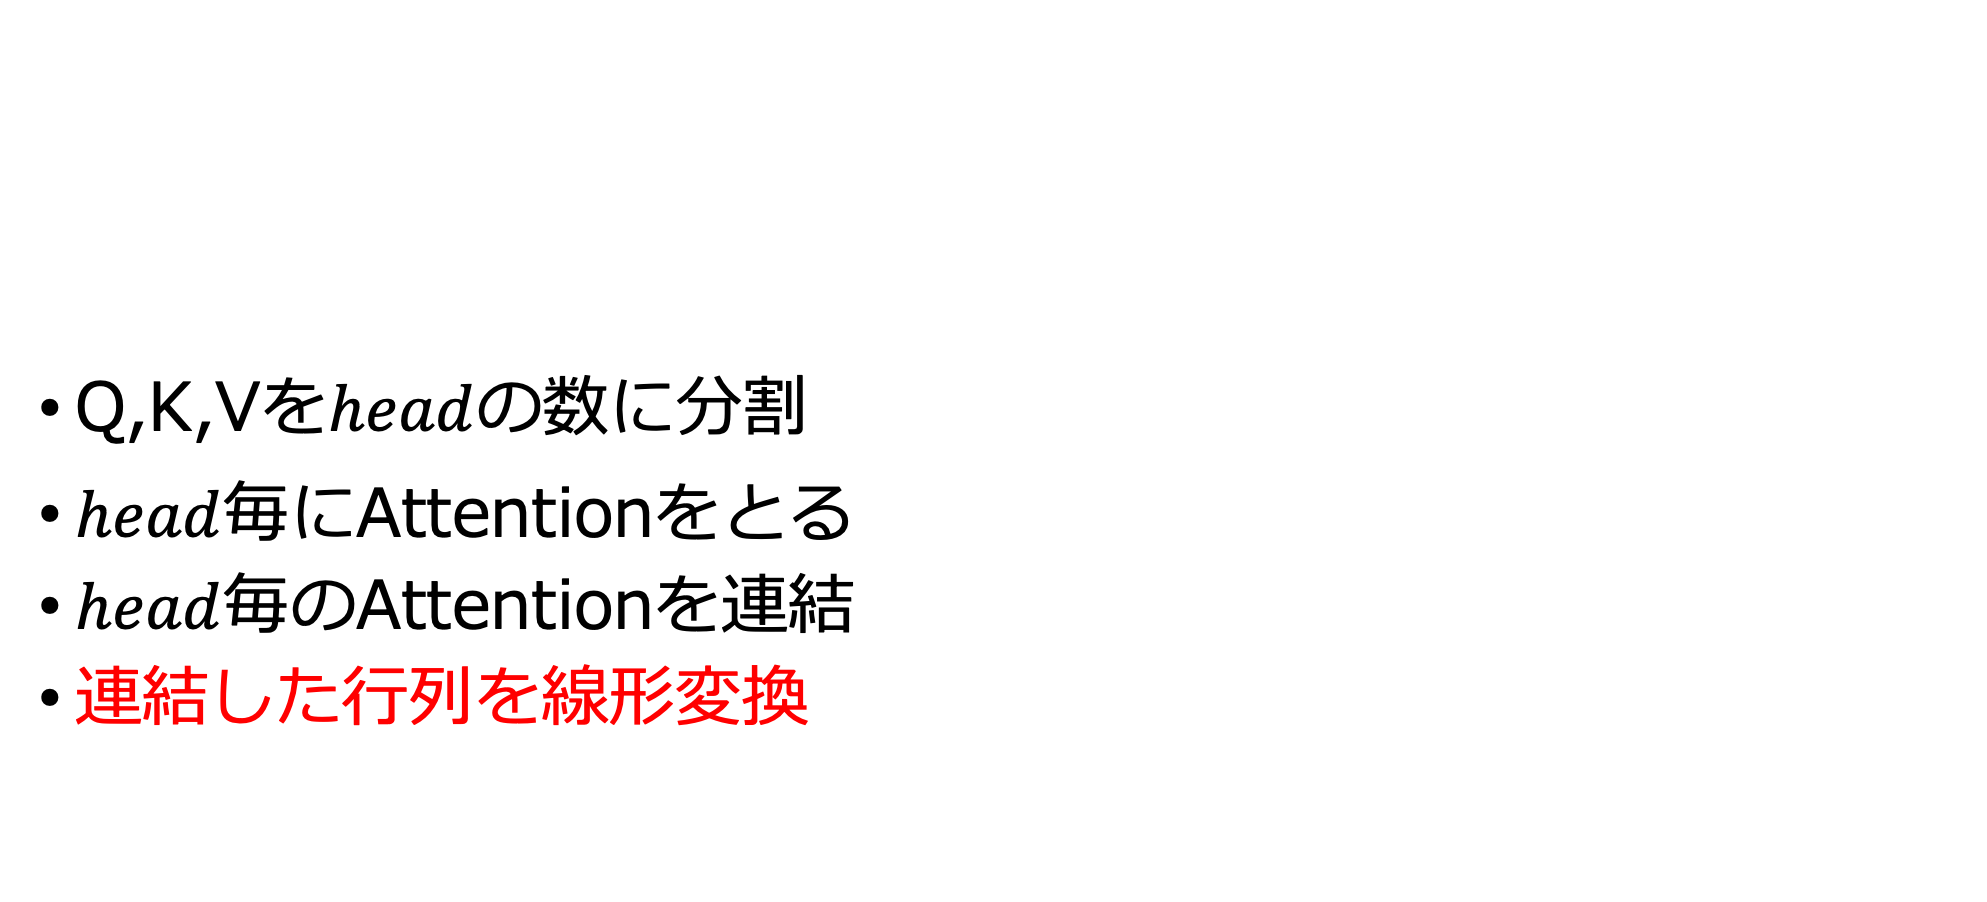 • Q,K,Vをheadの数に分割
• head毎にAttentionをとる
• head毎のAttentionを連結
• 連結した行列を線形変換